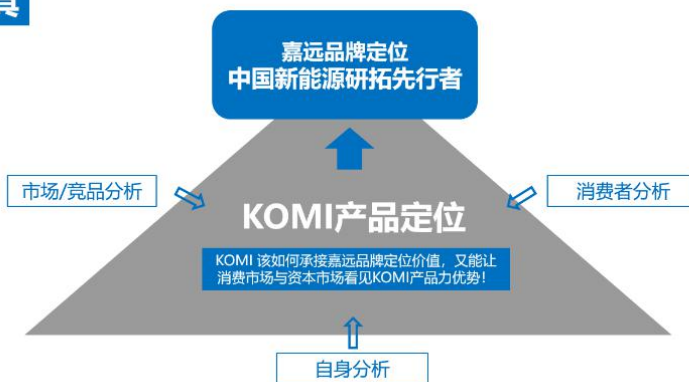 嘉远品牌定位
中国新能源研拓先行者
市场/竞品分析
消费者分析
KOMI产品定位
KOMI 该如何承接嘉远品牌定位价值，又能让
消费市场与资本市场看见KOMI产品力优势！
自身分析